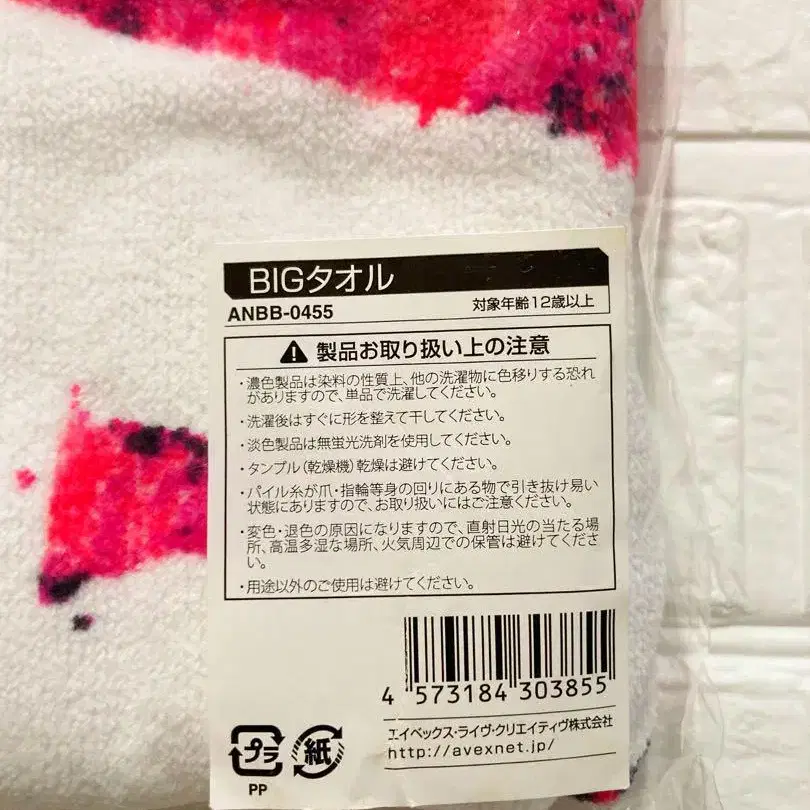 BIGタオル
ANBB-0455 対象年齢12歳以上
製品お取り扱い上の注意
・濃色製品は染料の性質上、他の洗濯物に色移りする恐れ
がありますので、単品で洗濯してください。
・洗濯後はすぐに形を整えて干してください。
・淡色製品は無蛍光洗剤を使用してください。
・タンブル(乾燥機)乾燥は避けてください。
・パイル糸が爪・指輪等身の回りにある物で引き抜け易い
状態にありますので、お取り扱いにはご注意ください。
・変色・退色の原因になりますので、直射日光の当たる場
所、高温多湿な場所、火気周辺での保管は避けてくださ
い。
・用途以外のご使用は避けてください。
4 573184 303855
エイベックス・ライヴ・クリエイティヴ株式会社
http://avexnet.jp/
プラ 紙
PP